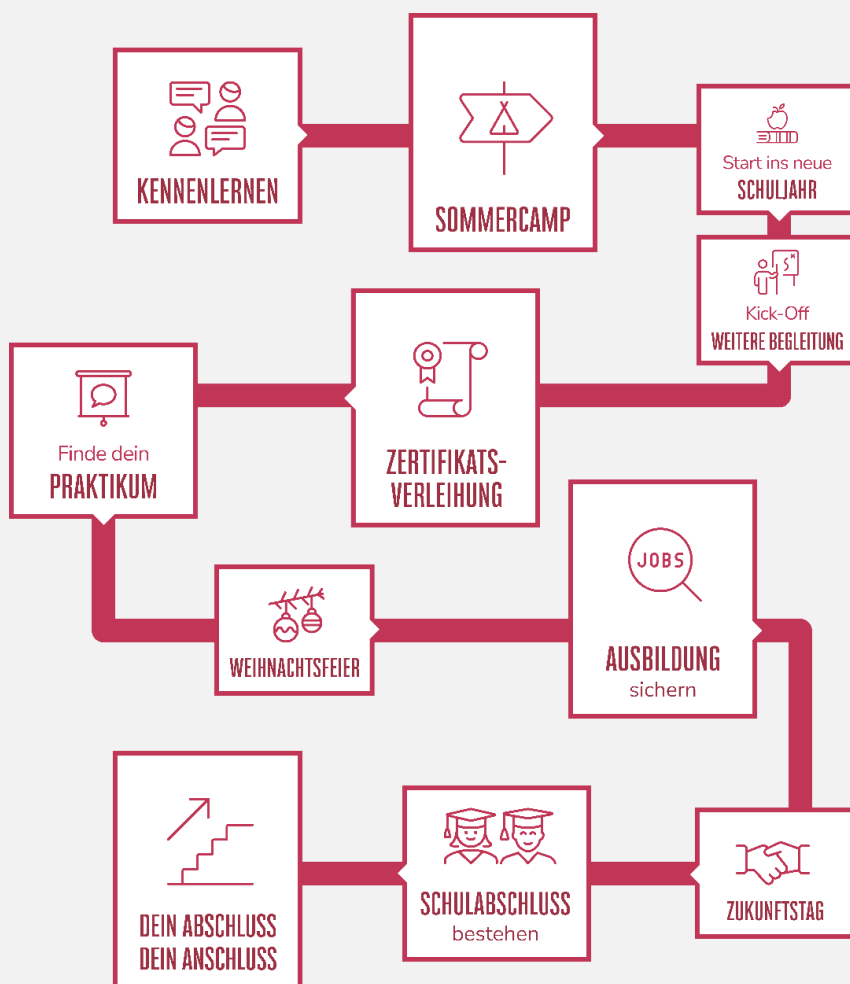 KENNENLERNEN
SOMMERCAMP
Start ins neue
SCHULJAHR
Kick-Off
WEITERE BEGLEITUNG
ZERTIFIKATS-
VERLEIHUNG
Finde dein
PRAKTIKUM
WEIHNACHTSFEIER
JOBS
AUSBILDUNG
sichern
ZUKUNFTSTAG
SCHULABSCHLUSS
bestehen
DEIN ABSCHLUSS
DEIN ANSCHLUSS